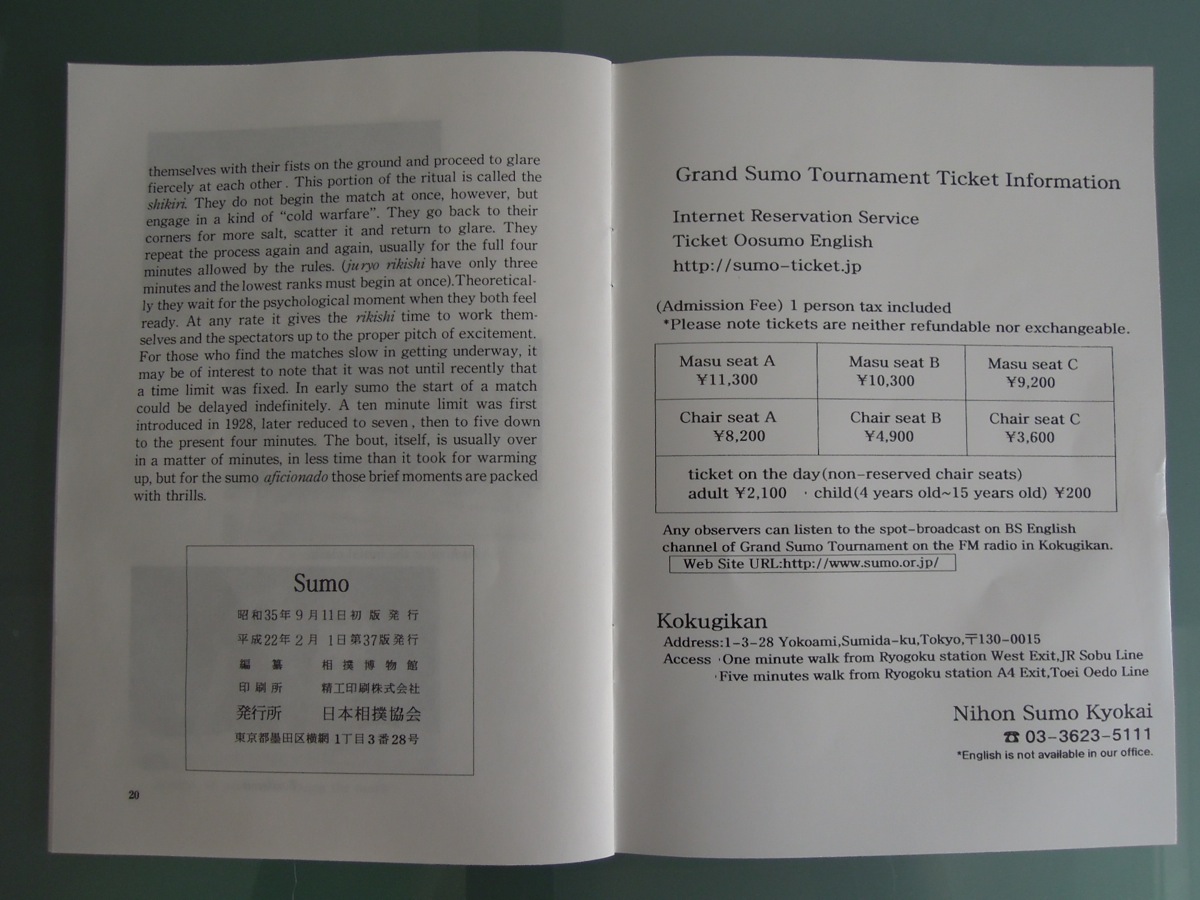 themselves with their fists on the ground and proceed to glare
fiercely at each other. This portion of the ritual is called the
shikiri. They do not begin the match at once, however, but
engage in a kind of “cold warfare”. They go back to their
corners for more salt, scatter it and return to glare. They
repeat the process again and again, usually for the full four
minutes allowed by the rules. (juryo rikishi have only three
minutes and the lowest ranks must begin at once).Theoretical-
ly they wait for the psychological moment when they both feel
ready. At any rate it gives the rikishi time to work them-
selves and the spectators up to the proper pitch of excitement.
For those who find the matches slow in getting underway, it
may be of interest to note that it was not until recently that
a time limit was fixed. In early sumo the start of a match
could be delayed indefinitely. A ten minute limit was first
introduced in 1928, later reduced to seven, then to five down
to the present four minutes. The bout, itself, is usually over
in a matter of minutes, in less time than it took for warming
up, but for the sumo aficionado those brief moments are packed
with thrills.
Sumo
昭和35年9月11日初版発行
平成22年2月1日第37版発行
編纂 相撲博物館
印刷所 精工印刷株式会社
発行所 日本相撲協会
東京都墨田区横網1丁目3番28号
20
Grand Sumo Tournament Ticket Information
Internet Reservation Service
Ticket Oosumo English
http://sumo-ticket.jp
(Admission Fee) 1 person tax included
*Please note tickets are neither refundable nor exchangeable.
Masu seat A Masu seat B Masu seat C
¥11,300 ¥10,300 ¥9,200
Chair seat A Chair seat B Chair seat C
¥8,200 ¥4,900 ¥3,600
ticket on the day(non-reserved chair seats)
adult ¥2,100 ・child(4 years old~15 years old) ¥200
Any observers can listen to the spot-broadcast on BS English
channel of Grand Sumo Tournament on the FM radio in Kokugikan.
Web Site URL:http://www.sumo.or.jp/
Kokugikan
Address:1-3-28 Yokoami,Sumida-ku,Tokyo,〒130-0015
Access ・One minute walk from Ryogoku station West Exit,JR Sobu Line
・Five minutes walk from Ryogoku station A4 Exit,Toei Oedo Line
Nihon Sumo Kyokai
☎ 03-3623-5111
*English is not available in our office.